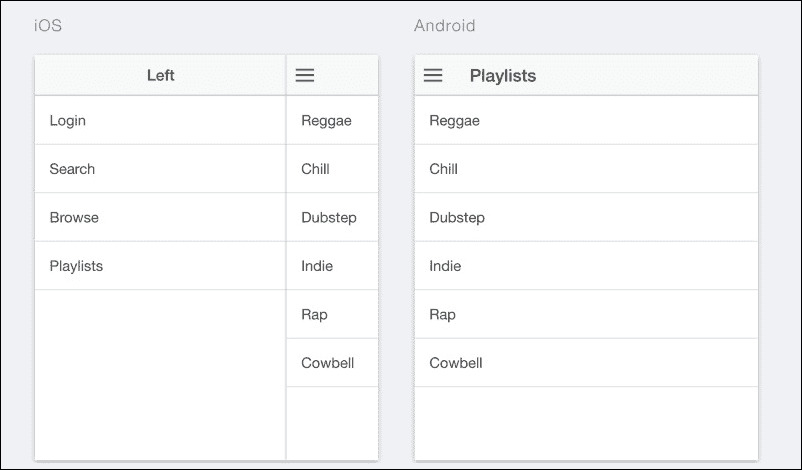 iOS
Left
Login
Search
Browse
Playlists
Reggae
Chill
Dubstep
Indie
Rap
Cowbell
Android
Playlists
Reggae
Chill
Dubstep
Indie
Rap
Cowbell